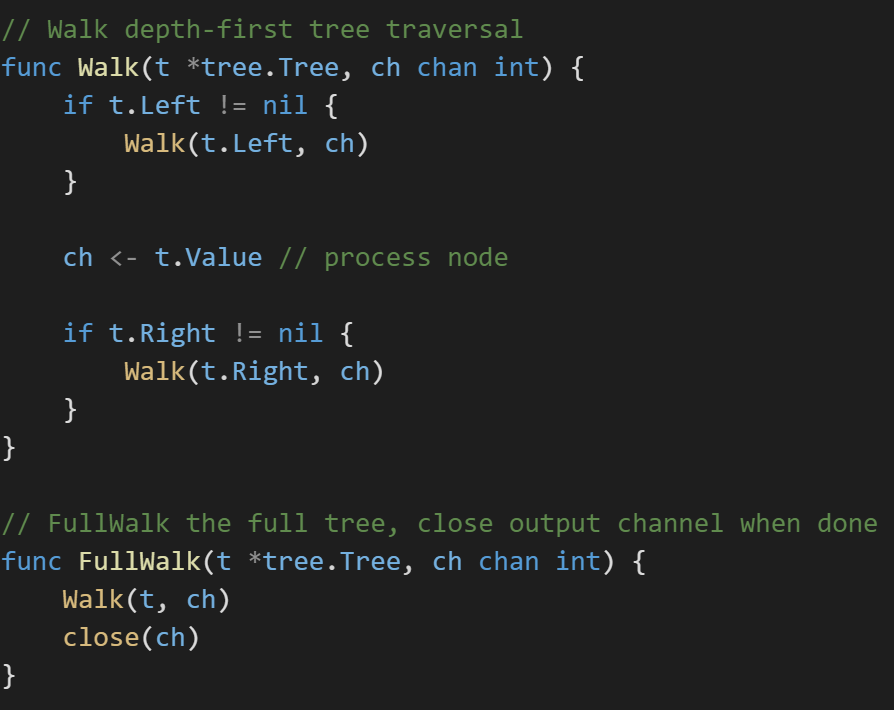 // Walk depth-first tree traversal
func Walk(t *tree.Tree, ch chan int) {
    if t.Left != nil {
        Walk(t.Left, ch)
    }

    ch <- t.Value // process node

    if t.Right != nil {
        Walk(t.Right, ch)
    }
}

// FullWalk the full tree, close output channel when done
func FullWalk(t *tree.Tree, ch chan int) {
    Walk(t, ch)
    close(ch)
}